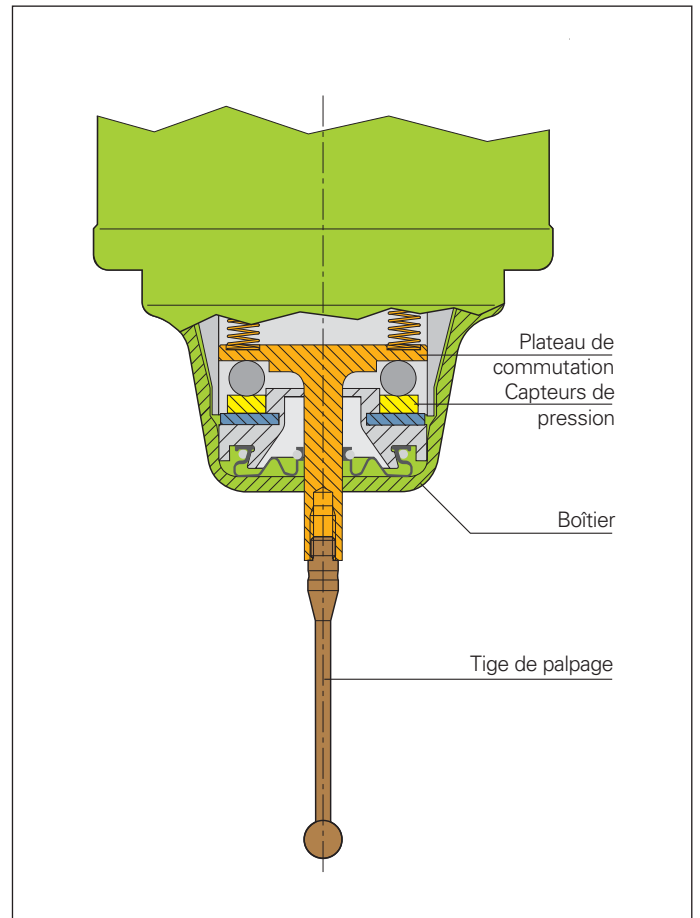 Plateau de
commutation
Capteurs de
pression
Boîtier
Tige de palpage